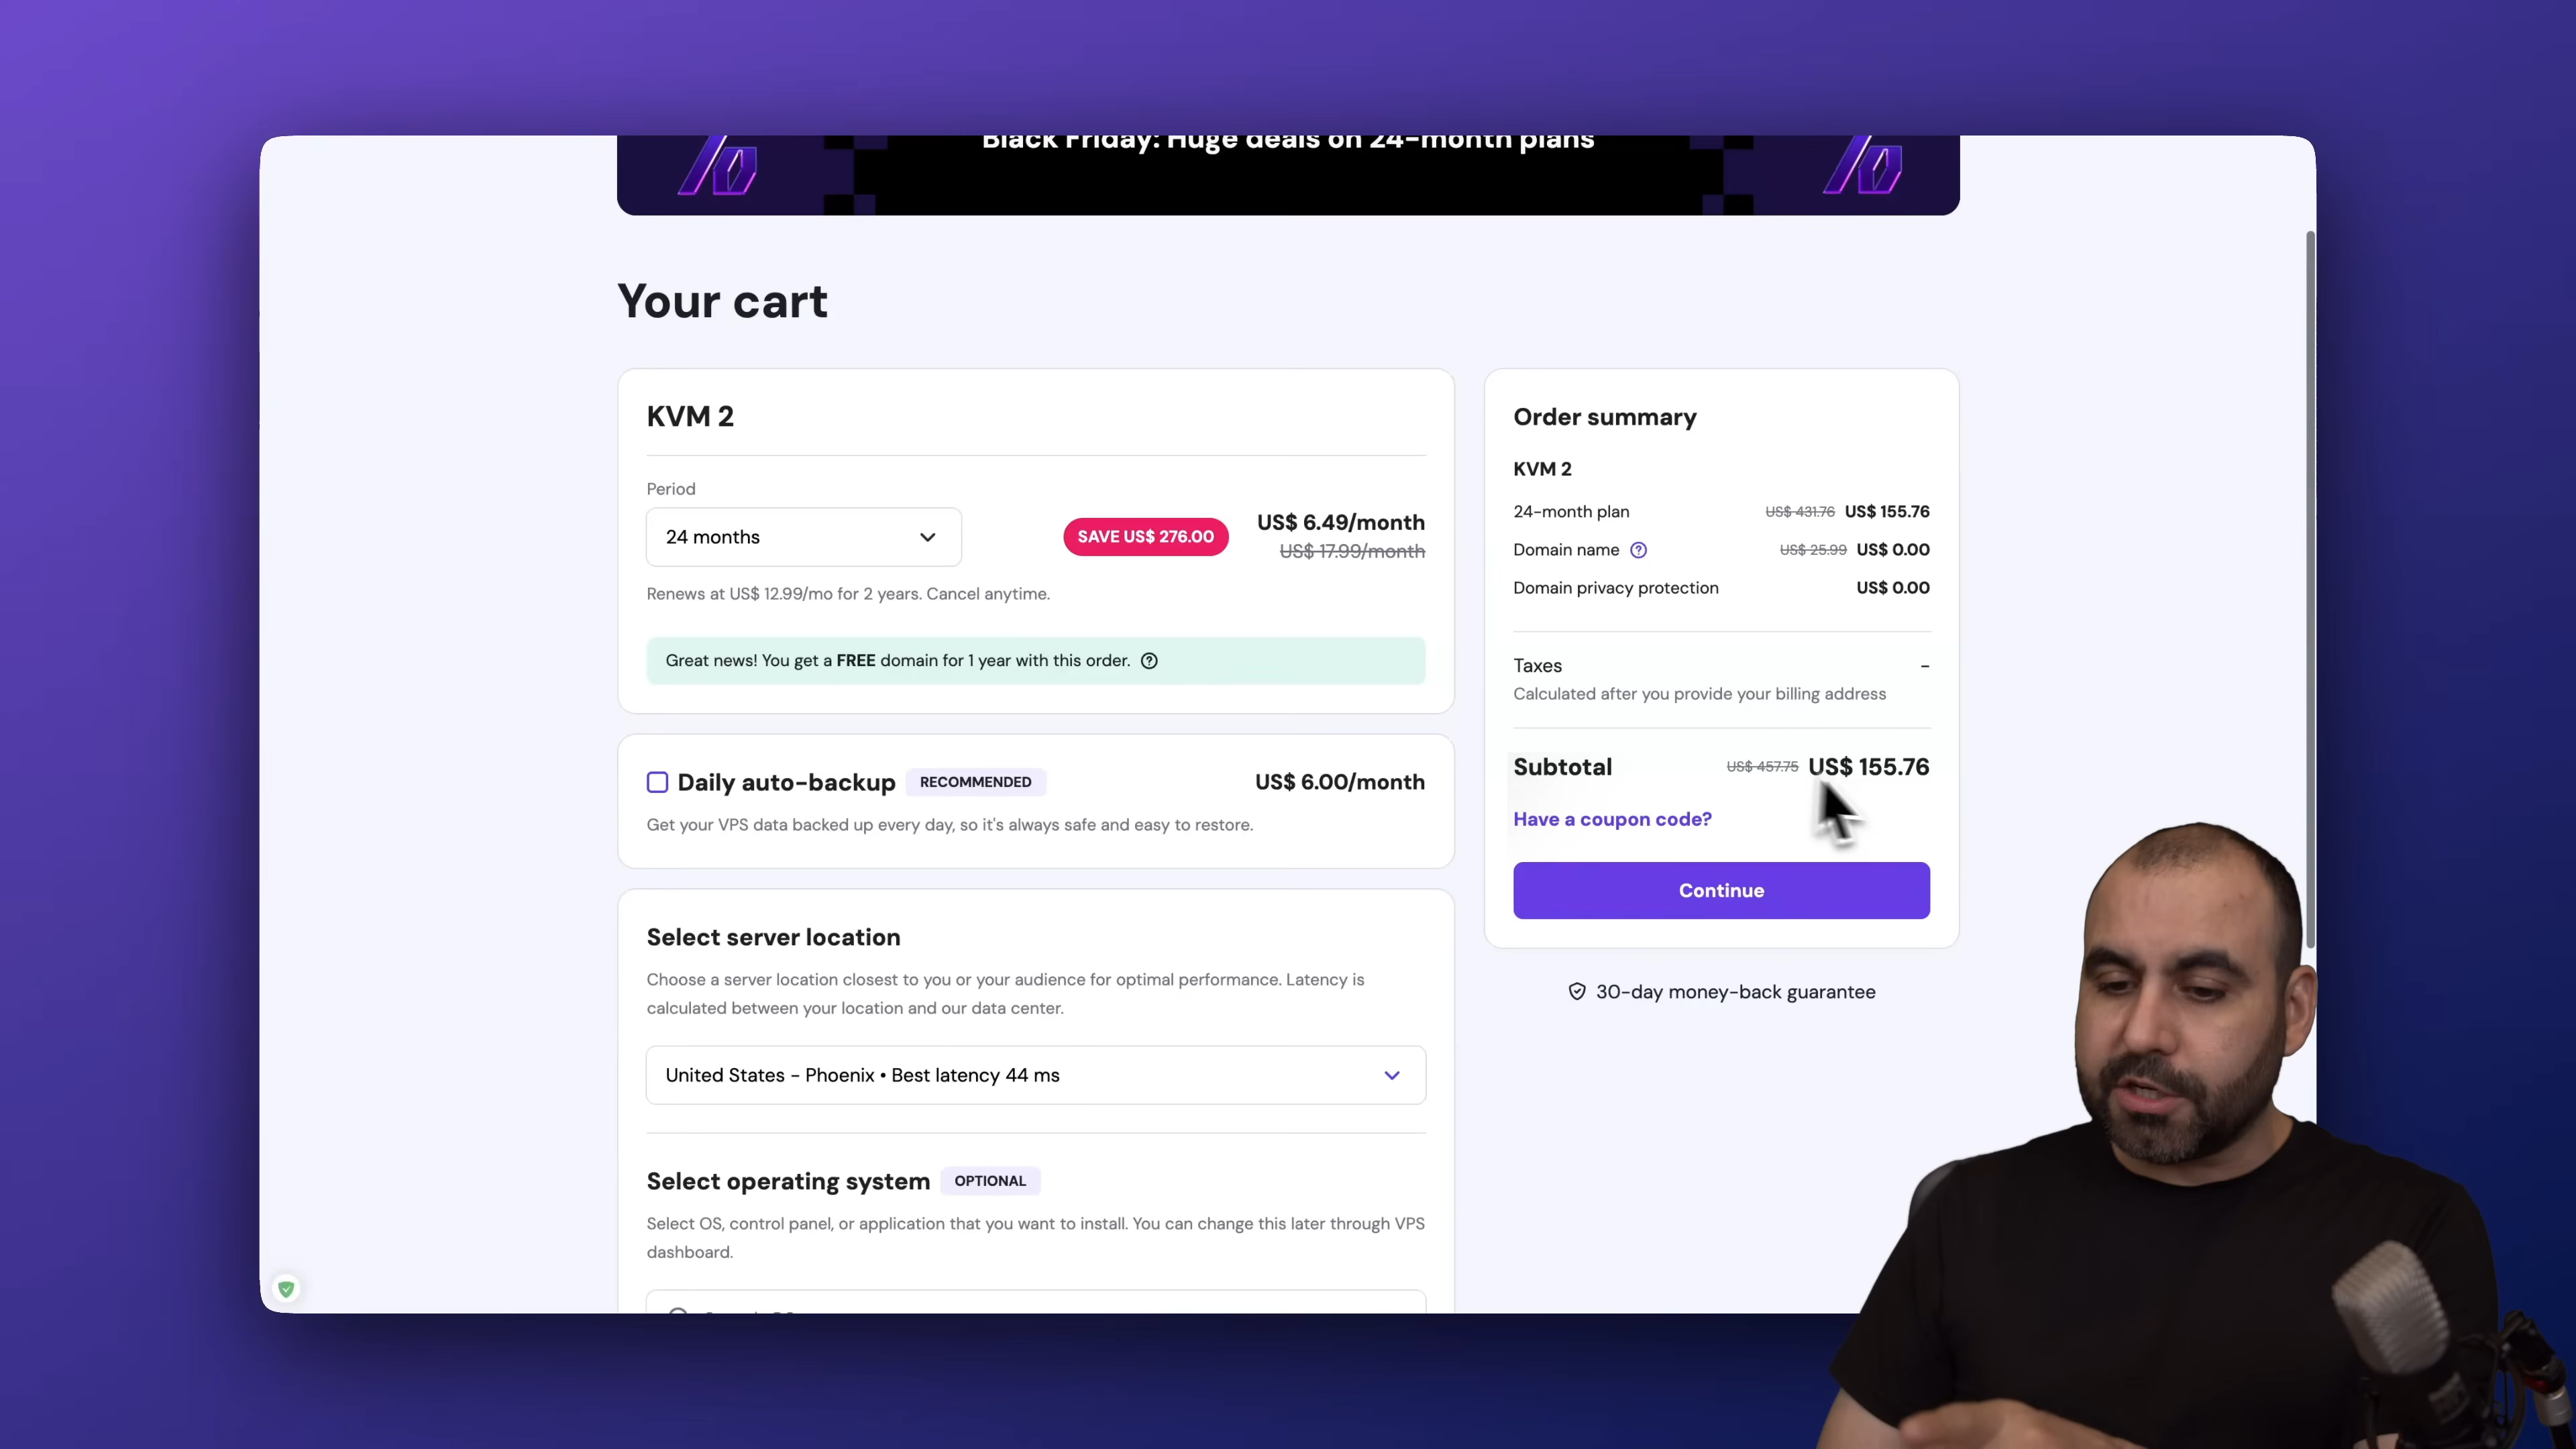 Black Friday: Huge deals on 24-month plans
Your cart
KVM 2
Period
24 months
SAVE US$ 276.00
US$ 6.49/month
US$ 17.99/month
Renews at US$ 12.99/mo for 2 years. Cancel anytime.
Great news! You get a FREE domain for 1 year with this order.
Daily auto-backup RECOMMENDED US$ 6.00/month
Get your VPS data backed up every day, so it's always safe and easy to restore.
Select server location
Choose a server location closest to you or your audience for optimal performance. Latency is
calculated between your location and our data center.
United States - Phoenix • Best latency 44 ms
Select operating system OPTIONAL
Select OS, control panel, or application that you want to install. You can change this later through VPS
dashboard.
Order summary
KVM 2
24-month plan US$ 431.76 US$ 155.76
Domain name US$ 25.99 US$ 0.00
Domain privacy protection US$ 0.00
Taxes -
Calculated after you provide your billing address
Subtotal US$ 457.75 US$ 155.76
Have a coupon code?
Continue
30-day money-back guarantee